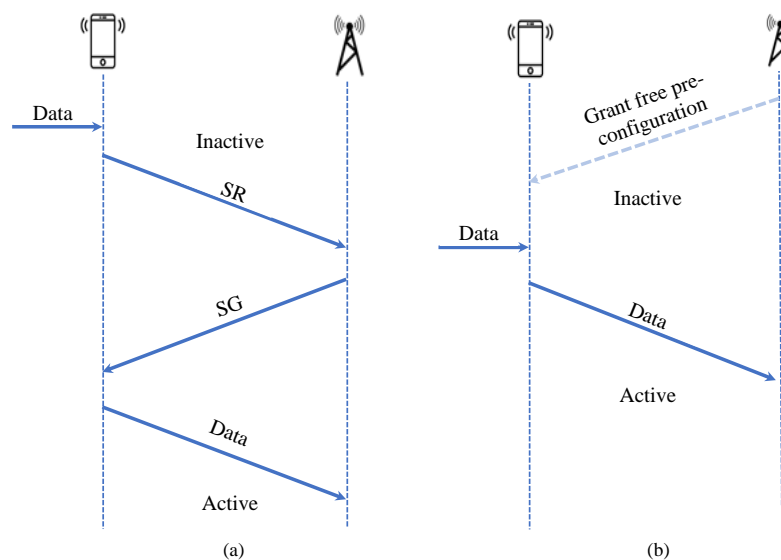 Data
Inactive
SR
SG
Data
Active
(a)
Grant free pre-
configuration
Inactive
Data
Data
Active
(b)